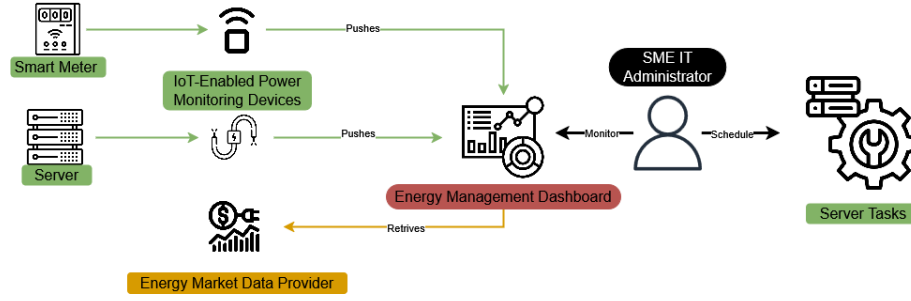 Smart Meter
IoT-Enabled Power
Monitoring Devices
Pushes
SME IT
Administrator
Server
Pushes
Monitor
Schedule
Energy Management Dashboard
Server Tasks
Retrives
Energy Market Data Provider